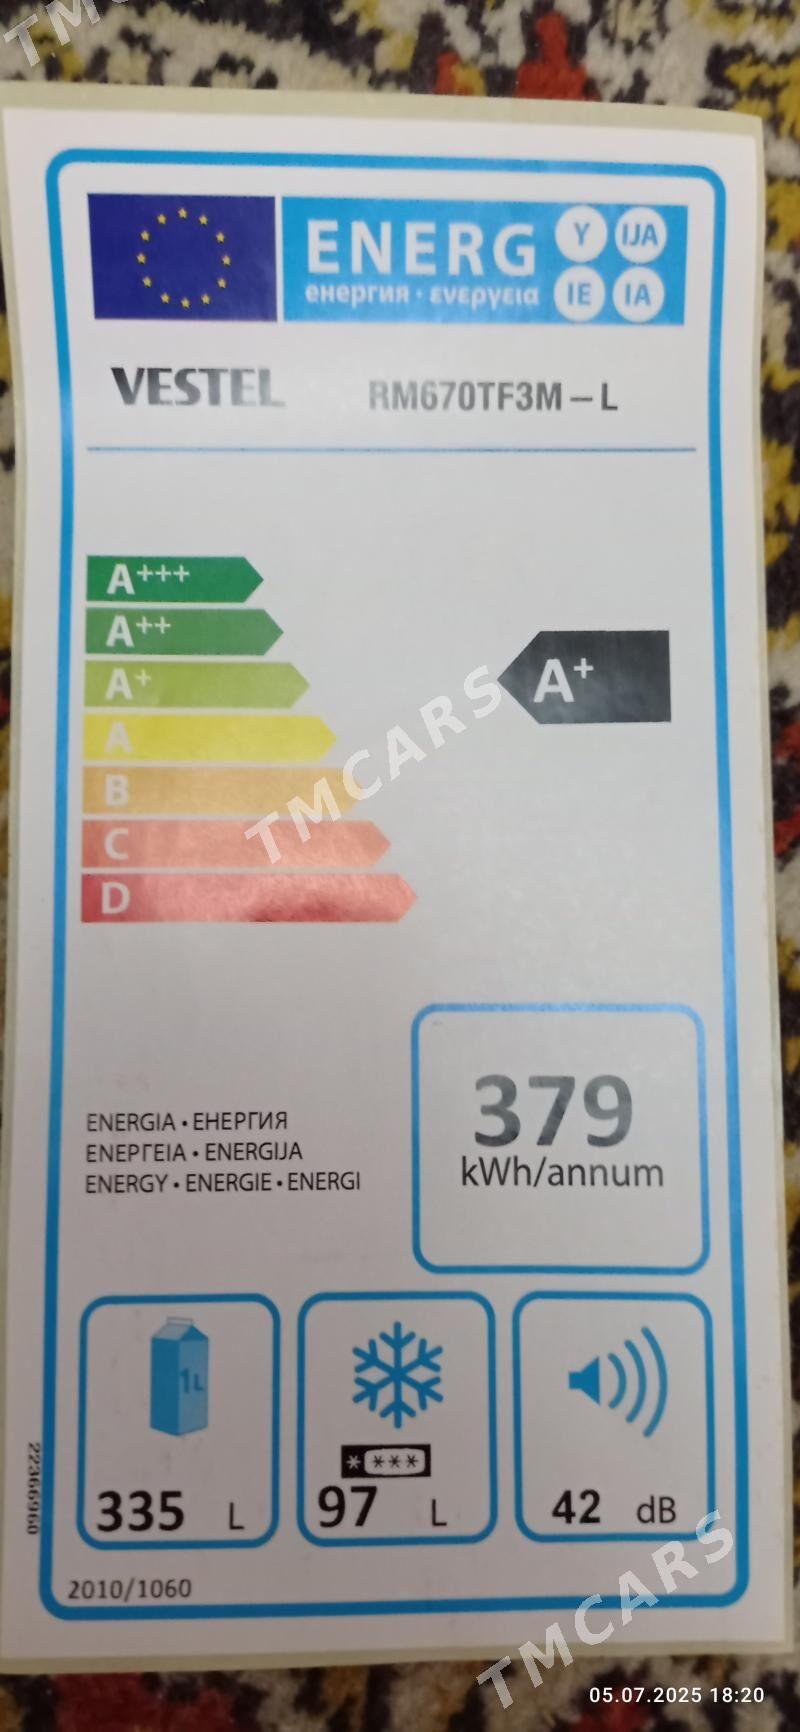 TMCARS
ENERG Y IJA
енергия · ενεργεια IE IA
VESTEL RM670TF3M-L
A+++
A++
A+
A+
A
B
C
D
TMCARS
379
kWh/annum
ENERGIA · ЕНЕРГИЯ
ΕΝΕΡΓΕΙΑ · ENERGIJA
ENERGY · ENERGIE · ENERGI
1L
* ***
335 L
97 L
42 dB
22366960
2010/1060
TMCARS
05.07.2025 18:20